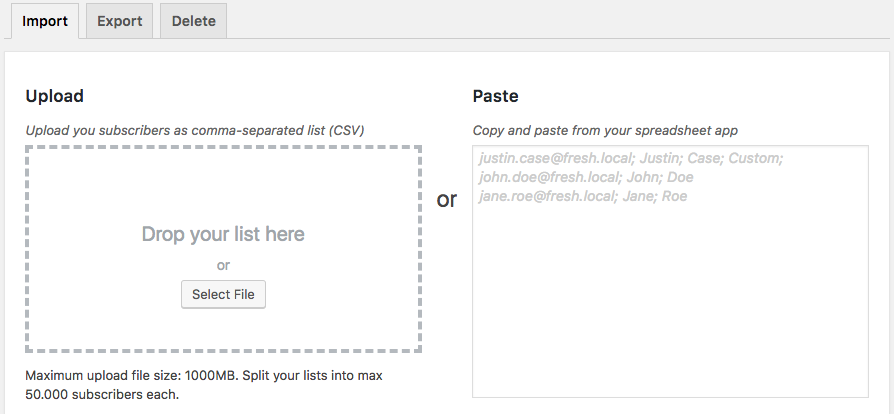 Import
Export
Delete
Upload
Upload you subscribers as comma-separated list (CSV)
Drop your list here
or
Select File
Maximum upload file size: 1000MB. Split your lists into max
50.000 subscribers each.
or
Paste
Copy and paste from your spreadsheet app
justin.case@fresh.local; Justin; Case; Custom;
john.doe@fresh.local; John; Doe
jane.roe@fresh.local; Jane; Roe